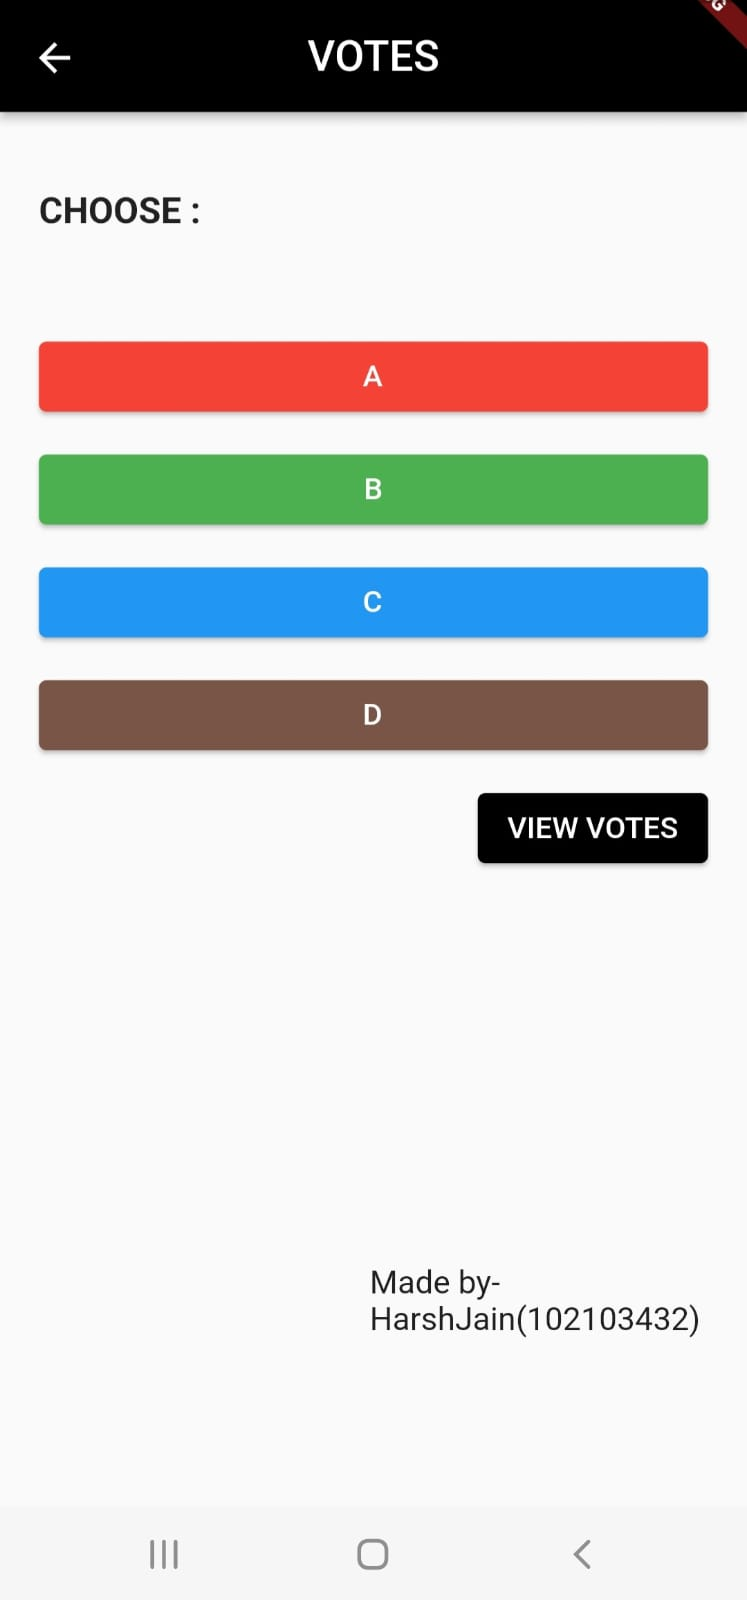 VOTES
CHOOSE :
A
B
C
D
VIEW VOTES
Made by-
HarshJain(102103432)